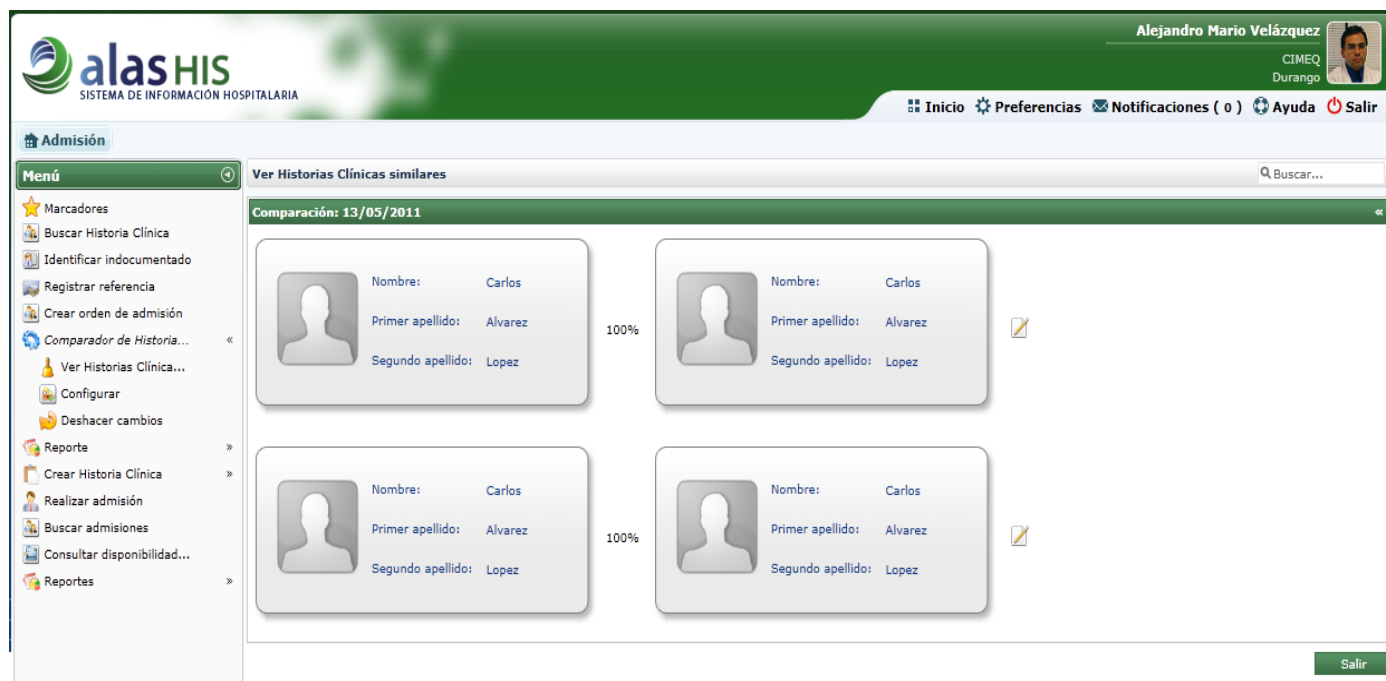 Alejandro Mario Velázquez
CIMEQ
Durango
alas HIS
SISTEMA DE INFORMACIÓN HOSPITALARIA
Inicio Preferencias Notificaciones ( 0 ) Ayuda Salir
Admisión
Menú
Marcadores
Buscar Historia Clínica
Identificar indocumentado
Registrar referencia
Crear orden de admisión
Comparador de Historia... «
Ver Historias Clínica...
Configurar
Deshacer cambios
Reporte »
Crear Historia Clínica »
Realizar admisión
Buscar admisiones
Consultar disponibilidad...
Reportes »
Ver Historias Clínicas similares
Buscar...
Comparación: 13/05/2011 «
Nombre: Carlos
Primer apellido: Alvarez
Segundo apellido: Lopez
100%
Nombre: Carlos
Primer apellido: Alvarez
Segundo apellido: Lopez
Nombre: Carlos
Primer apellido: Alvarez
Segundo apellido: Lopez
100%
Nombre: Carlos
Primer apellido: Alvarez
Segundo apellido: Lopez
Salir